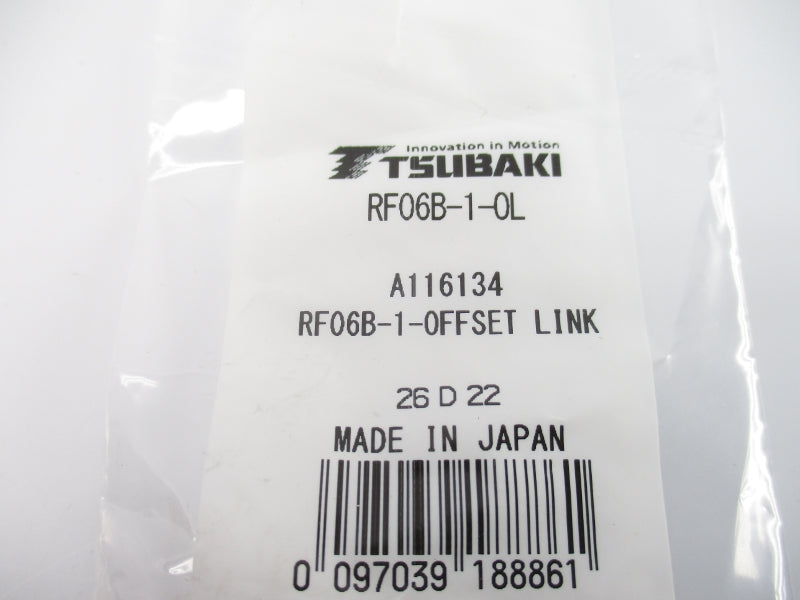 Innovation in Motion
TSUBAKI
RF06B-1-OL
A116134
RF06B-1-OFFSET LINK
26 D 22
MADE IN JAPAN
0 097039 188861